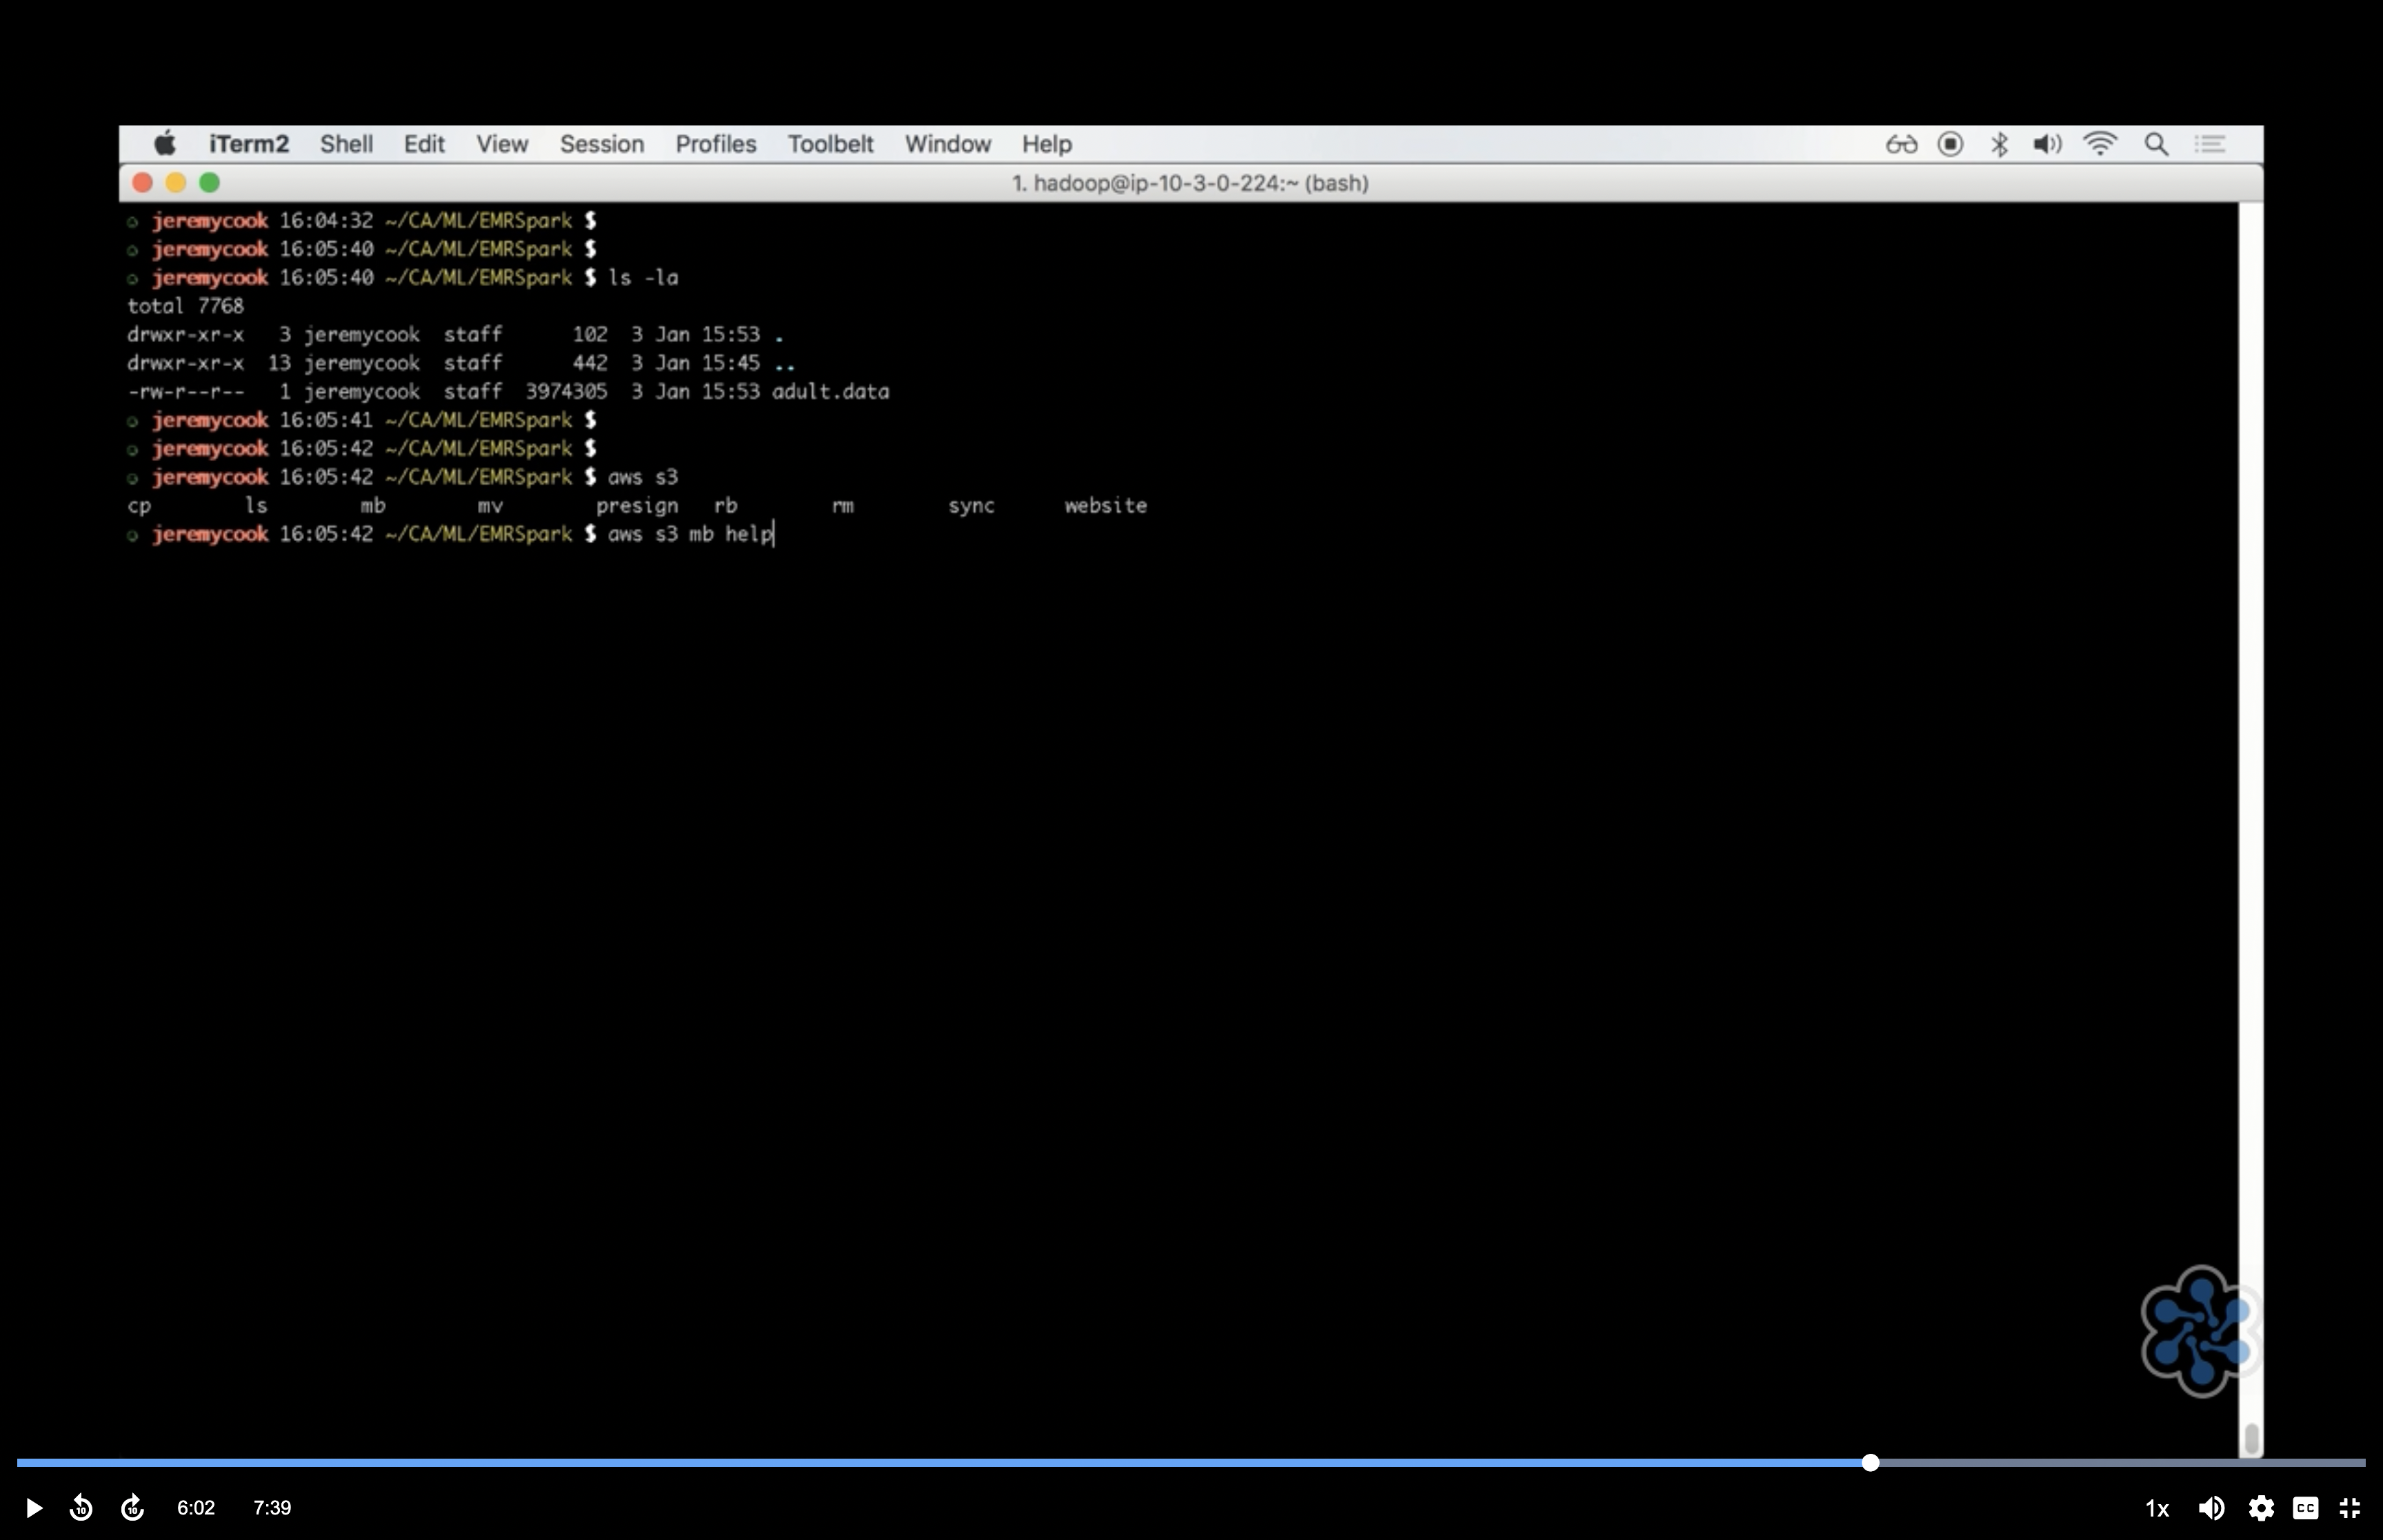 iTerm2 Shell Edit View Session Profiles Toolbelt Window Help
1. hadoop@ip-10-3-0-224:~ (bash)
jeremycook 16:04:32 ~/CA/ML/EMRSpark $
jeremycook 16:05:40 ~/CA/ML/EMRSpark $
jeremycook 16:05:40 ~/CA/ML/EMRSpark $ ls -la
total 7768
drwxr-xr-x 3 jeremycook staff 102 3 Jan 15:53 .
drwxr-xr-x 13 jeremycook staff 442 3 Jan 15:45 ..
-rw-r--r-- 1 jeremycook staff 3974305 3 Jan 15:53 adult.data
jeremycook 16:05:41 ~/CA/ML/EMRSpark $
jeremycook 16:05:42 ~/CA/ML/EMRSpark $
jeremycook 16:05:42 ~/CA/ML/EMRSpark $ aws s3
cp ls mb mv presign rb rm sync website
jeremycook 16:05:42 ~/CA/ML/EMRSpark $ aws s3 mb help
10 10 6:02 7:39 1x CC